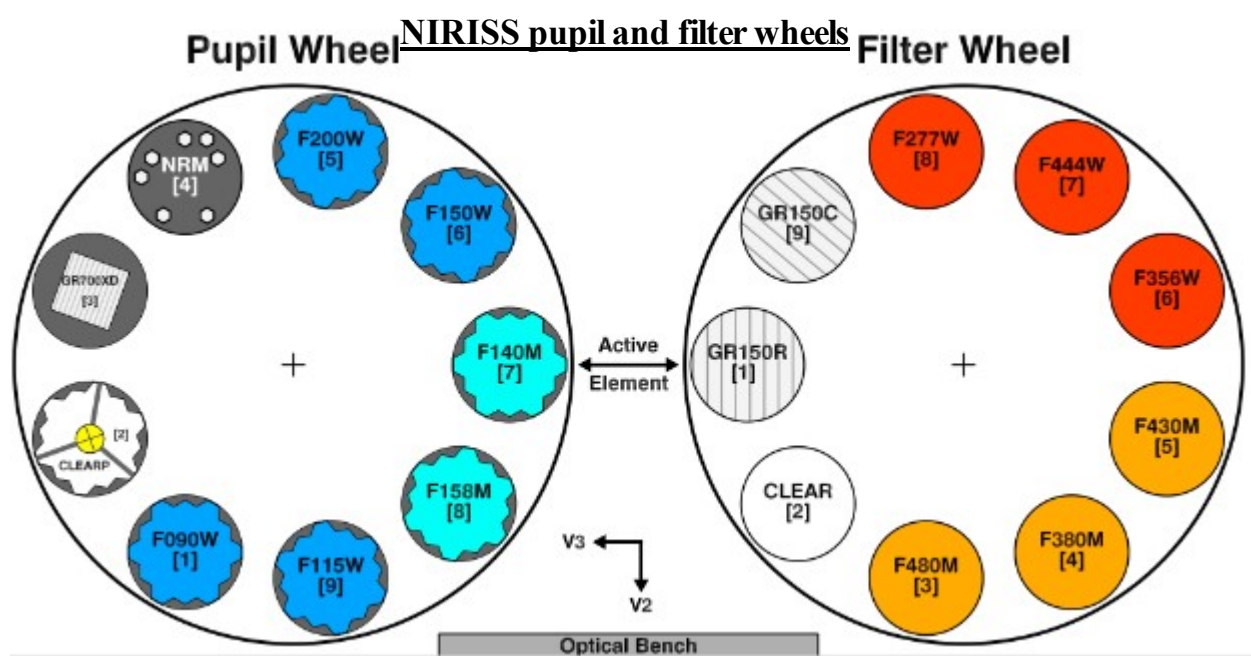 NIRISS pupil and filter wheels
Pupil Wheel
Filter Wheel
F200W
[5]
NRM
[4]
F150W
[6]
GR700XD
[3]
F140M
[7]
[2]
CLEARP
F158M
[8]
F090W
[1]
F115W
[9]
Active
Element
V3
V2
F277W
[8]
F444W
[7]
GR150C
[9]
F356W
[6]
GR150R
[1]
F430M
[5]
CLEAR
[2]
F380M
[4]
F480M
[3]
Optical Bench